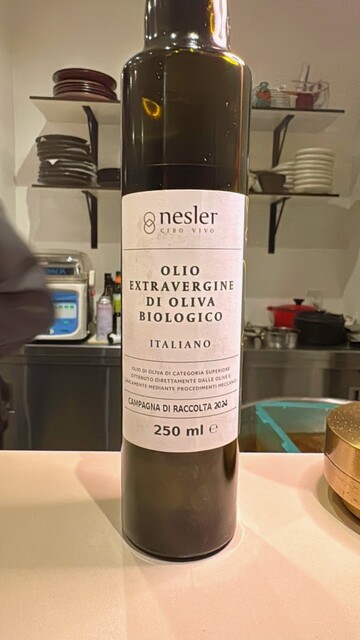 nesler
CIBO VIVO
OLIO
EXTRAVERGINE
DI OLIVA
BIOLOGICO
ITALIANO
OLIO DI OLIVA DI CATEGORIA SUPERIORE
OTTENUTO DIRETTAMENTE DALLE OLIVE E
UNICAMENTE MEDIANTE PROCEDIMENTI MECCANICI
CAMPAGNA DI RACCOLTA 2024
250 ml ℮